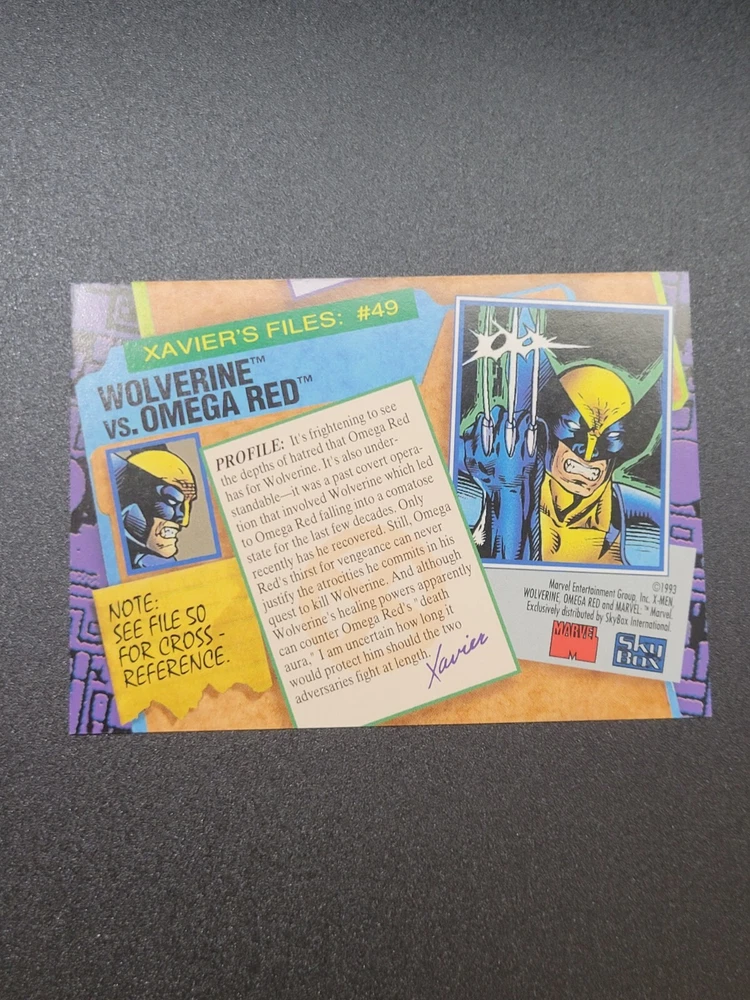 XAVIER'S FILES: #49
WOLVERINE™
VS. OMEGA RED™
PROFILE: It's frightening to see
the depths of hatred that Omega Red
has for Wolverine. It's also under-
standable—it was a past covert opera-
tion that involved Wolverine which led
to Omega Red falling into a comatose
state for the last few decades. Only
recently has he recovered. Still, Omega
Red's thirst for vengeance can never
justify the atrocities he commits in his
quest to kill Wolverine. And although
Wolverine's healing powers apparently
can counter Omega Red's "death
aura," I am uncertain how long it
would protect him should the two
adversaries fight at length.
Xavier
NOTE:
SEE FILE 50
FOR CROSS-
REFERENCE.
©1993
Marvel Entertainment Group, Inc. X-MEN,
WOLVERINE, OMEGA RED and MARVEL: ™ Marvel.
Exclusively distributed by SkyBox International.
MARVEL
M
SKY
BOX